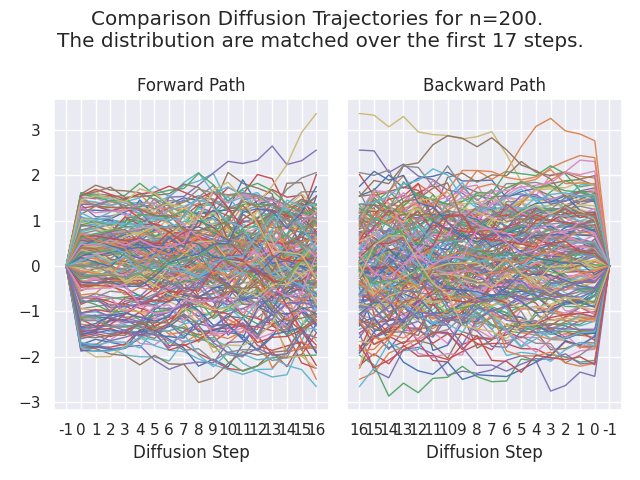 Comparison Diffusion Trajectories for n=200.
The distribution are matched over the first 17 steps.
Forward Path
Backward Path
3
2
1
0
−1
−2
−3
-1 0 1 2 3 4 5 6 7 8 9 10 11 12 13 14 15 16
16 15 14 13 12 11 10 9 8 7 6 5 4 3 2 1 0 -1
Diffusion Step
Diffusion Step